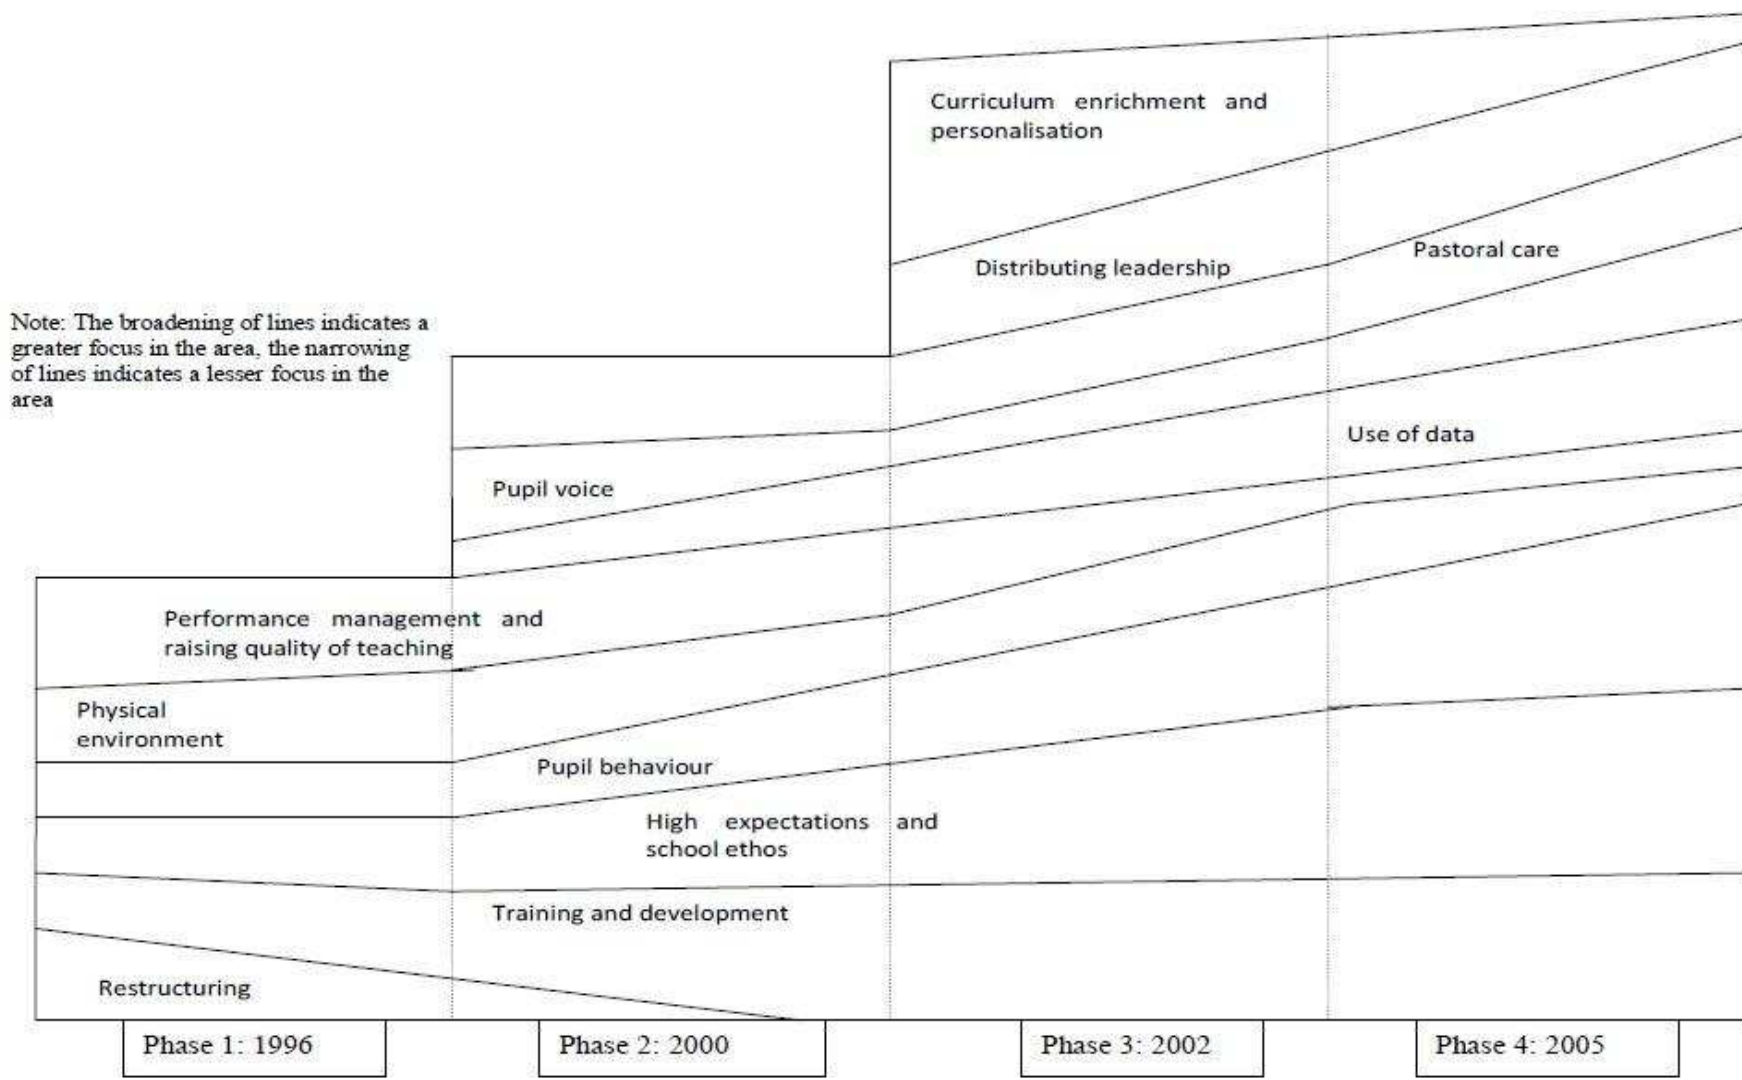 Curriculum enrichment and
personalisation
Distributing leadership
Pastoral care
Note: The broadening of lines indicates a
greater focus in the area, the narrowing
of lines indicates a lesser focus in the
area
Use of data
Pupil voice
Performance management and
raising quality of teaching
Physical
environment
Pupil behaviour
High expectations and
school ethos
Training and development
Restructuring
Phase 1: 1996
Phase 2: 2000
Phase 3: 2002
Phase 4: 2005